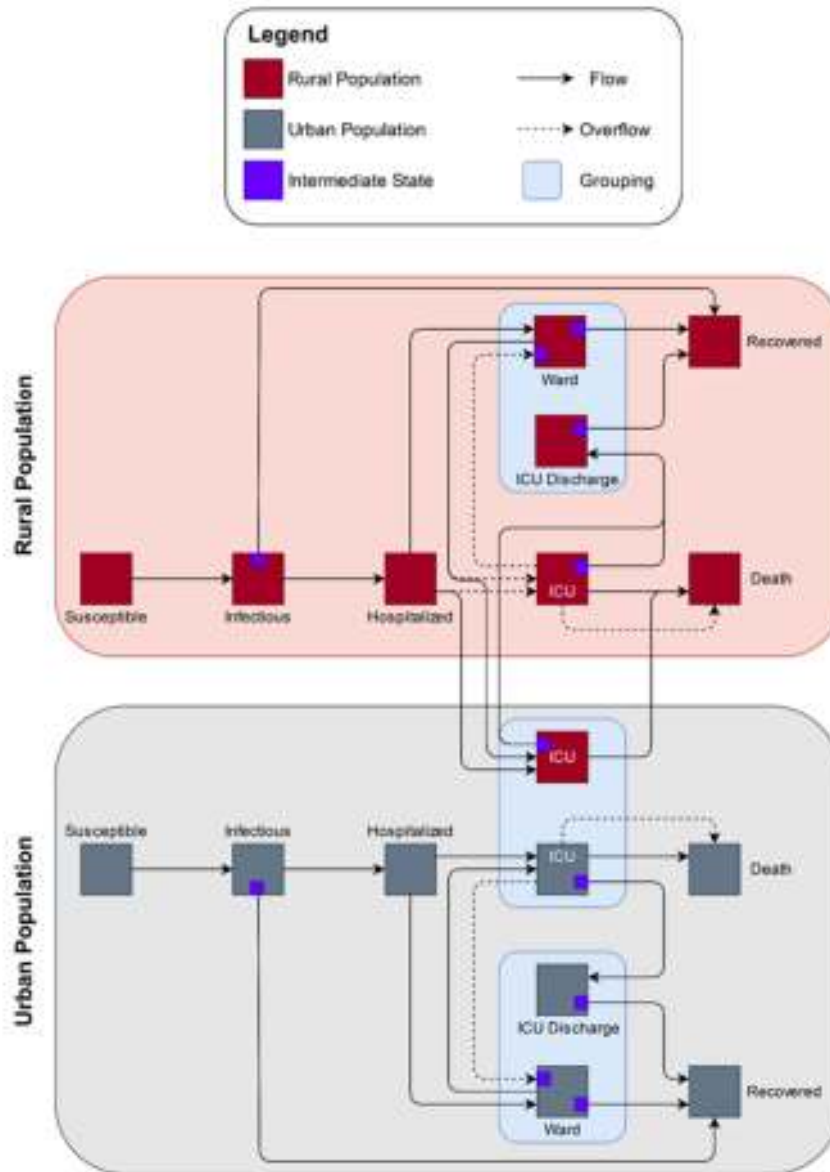 Legend
Rural Population
Flow
Urban Population
Overflow
Intermediate State
Grouping
Rural Population
Ward
Recovered
ICU Discharge
Susceptible
Infectious
Hospitalized
ICU
Death
Urban Population
ICU
Susceptible
Infectious
Hospitalized
ICU
Death
ICU Discharge
Ward
Recovered